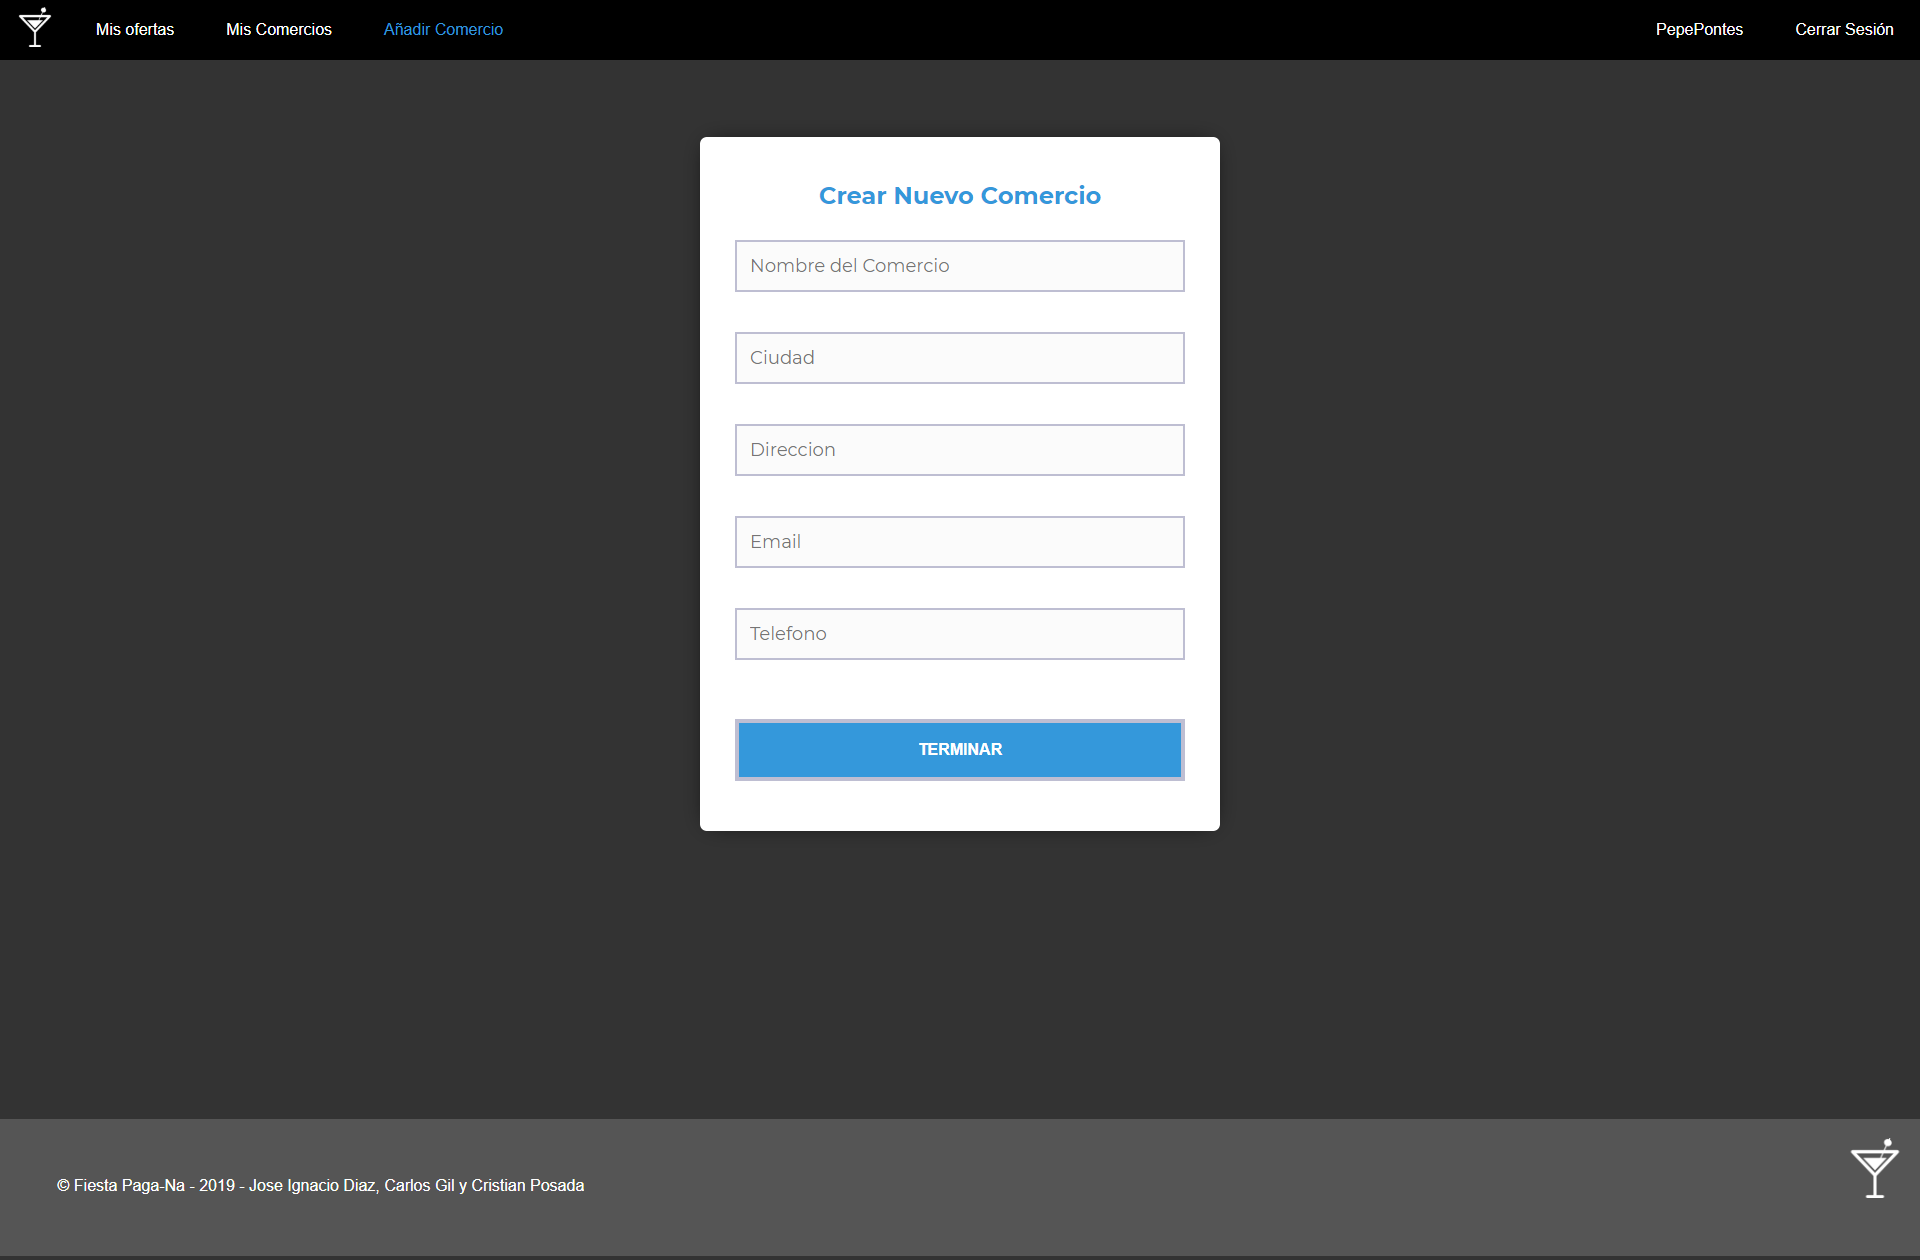 Mis ofertas Mis Comercios Añadir Comercio PepePontes Cerrar Sesión
Crear Nuevo Comercio
Nombre del Comercio
Ciudad
Direccion
Email
Telefono
TERMINAR
© Fiesta Paga-Na - 2019 - Jose Ignacio Diaz, Carlos Gil y Cristian Posada